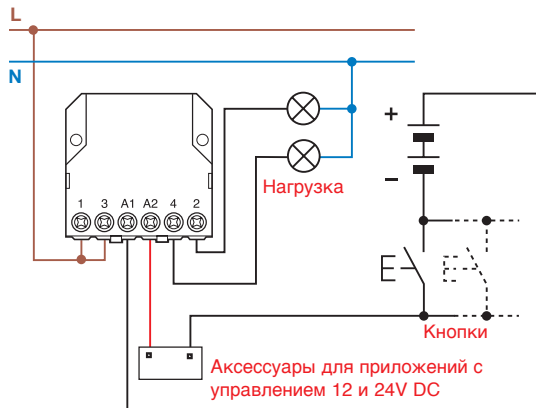 L
N
1 3 A1 A2 4 2
Нагрузка
+
−
Кнопки
Аксессуары для приложений с
управлением 12 и 24V DC